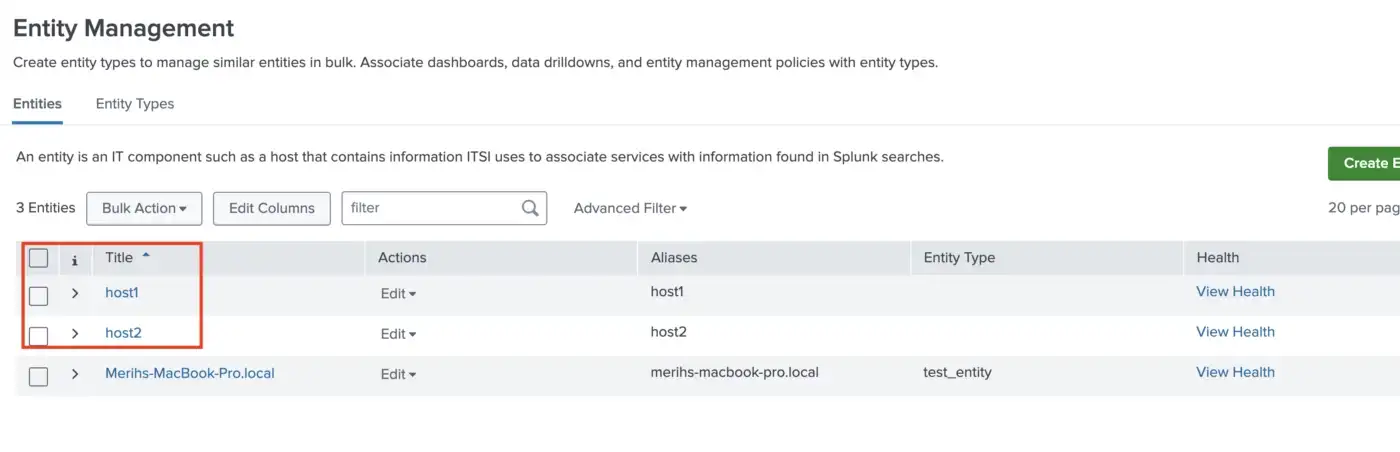 Entity Management
Create entity types to manage similar entities in bulk. Associate dashboards, data drilldowns, and entity management policies with entity types.
Entities Entity Types
An entity is an IT component such as a host that contains information ITSI uses to associate services with information found in Splunk searches.
Create E
3 Entities Bulk Action Edit Columns filter Advanced Filter 20 per pag
i Title Actions Aliases Entity Type Health
host1 Edit host1 View Health
host2 Edit host2 View Health
Merihs-MacBook-Pro.local Edit merihs-macbook-pro.local test_entity View Health